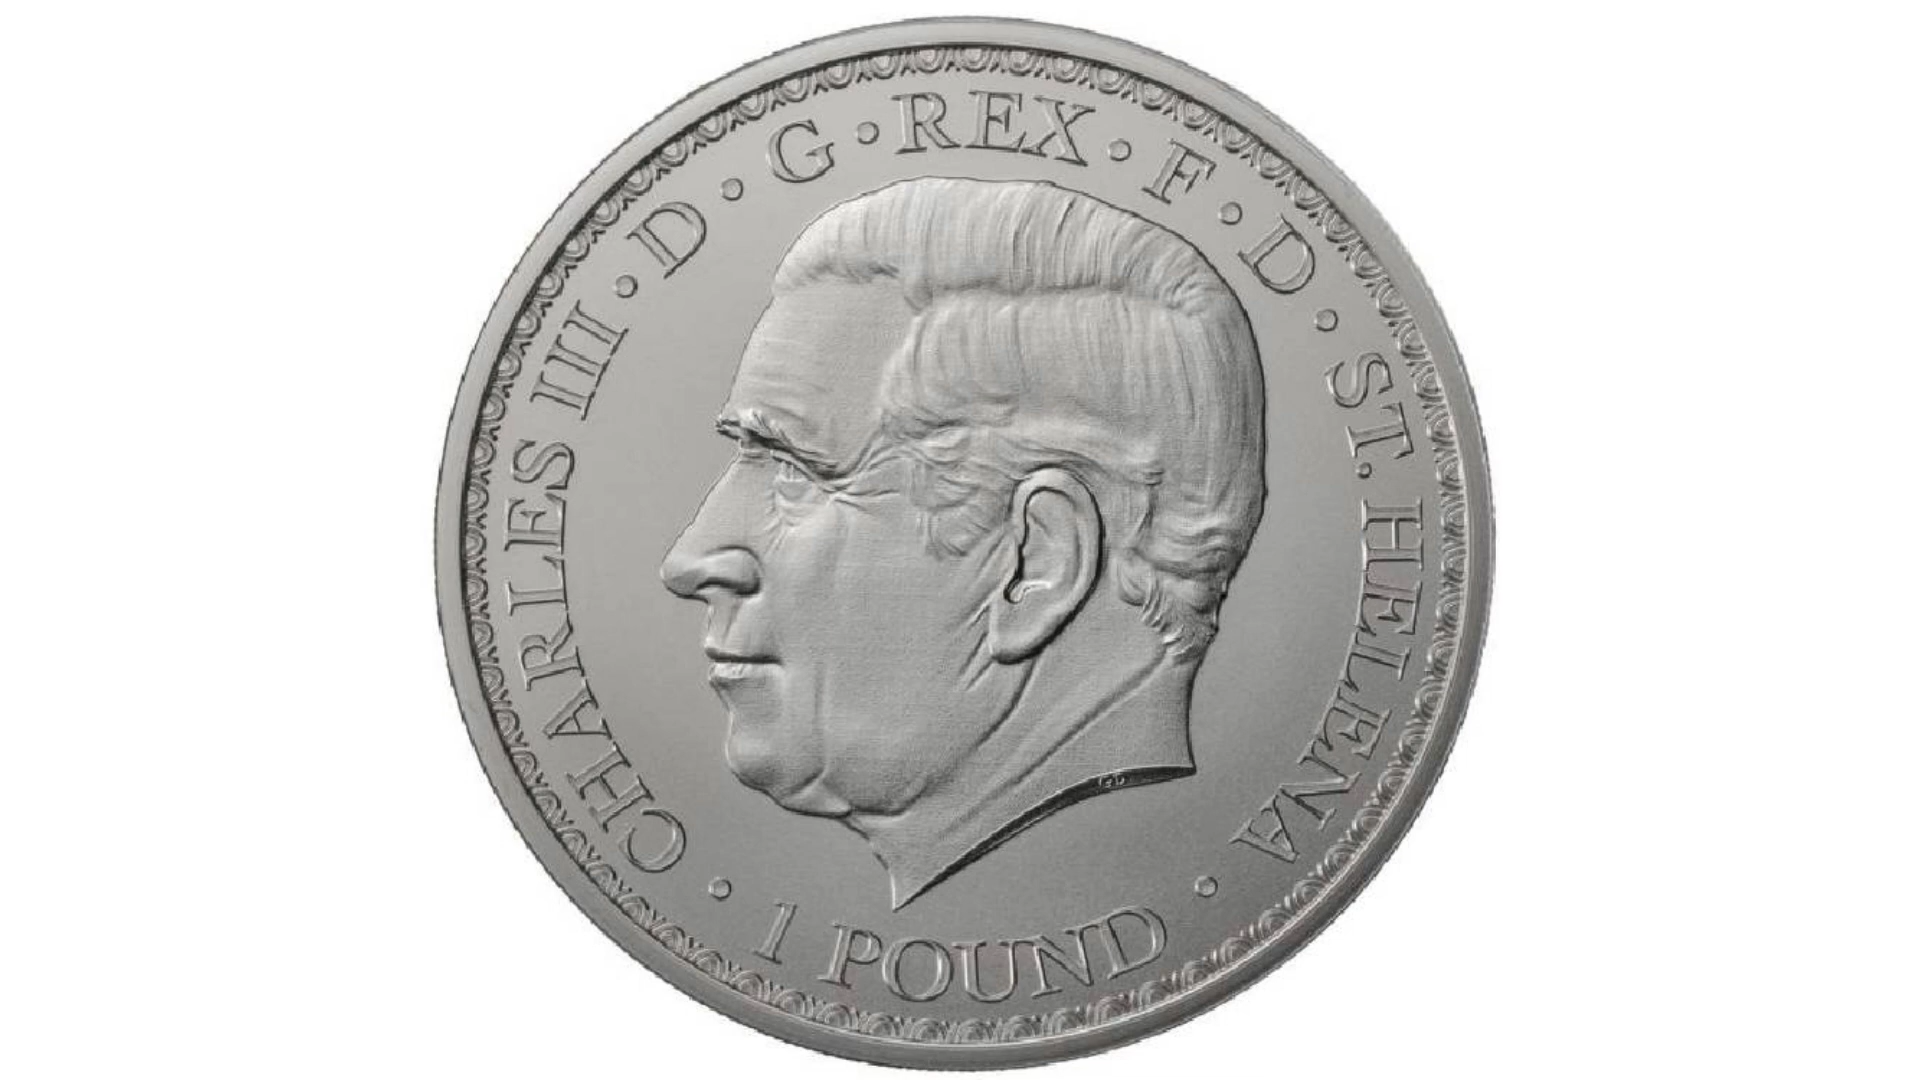 CHARLES III · D · G · REX · F · D · ST. HELENA
· 1 POUND ·